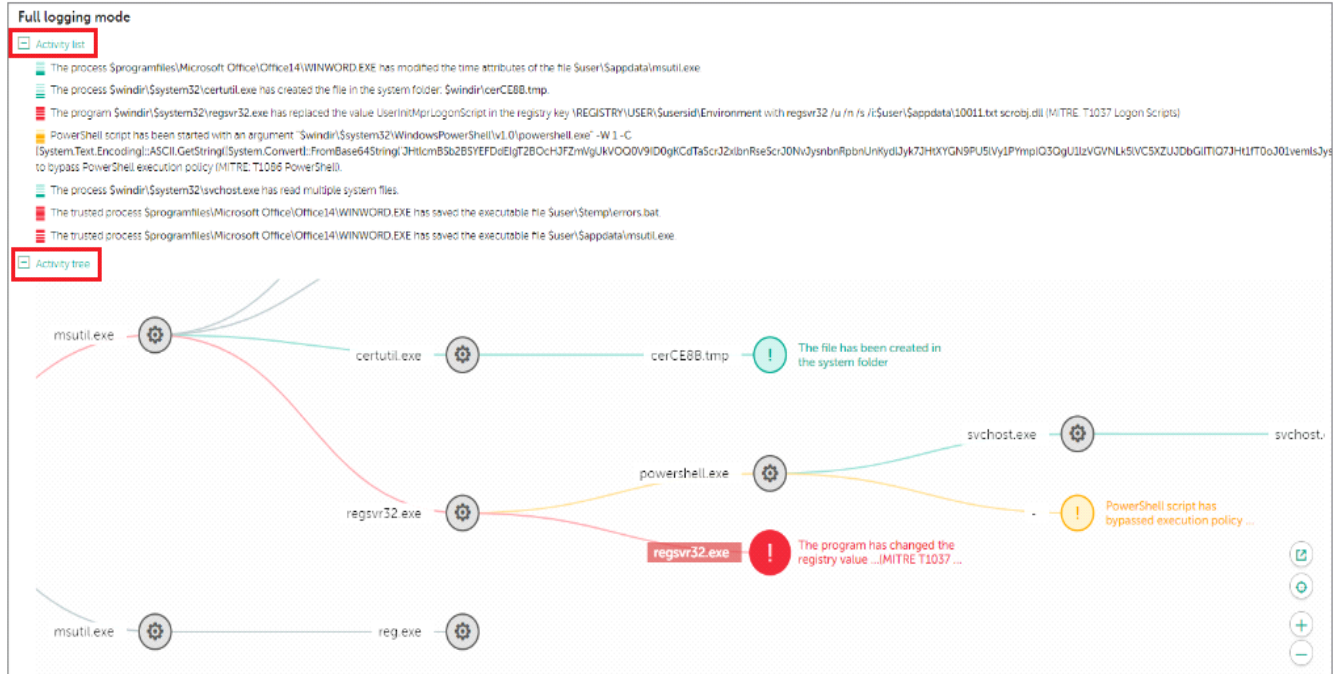 Full logging mode
Activity list
The process $programfiles\Microsoft Office\Office14\WINWORD.EXE has modified the time attributes of the file $user\$appdata\msutil.exe
The process $windir\$system32\certutil.exe has created the file in the system folder: $windir\cerCE8B.tmp.
The program $windir\$system32\regsvr32.exe has replaced the value UserInitMprLogonScript in the registry key \REGISTRY\USER\$usersid\Environment with regsvr32 /u /n /s /i:$user\$appdata\10011.txt scrobj.dll (MITRE: T1037 Logon Scripts)
PowerShell script has been started with an argument "$windir\$system32\WindowsPowerShell\v1.0\powershell.exe" -W 1 -C
[System.Text.Encoding]::ASCII.GetString([System.Convert]::FromBase64String('
to bypass PowerShell execution policy (MITRE: T1086 PowerShell).
The process $windir\$system32\svchost.exe has read multiple system files.
The trusted process $programfiles\Microsoft Office\Office14\WINWORD.EXE has saved the executable file $user\$temp\errors.bat
The trusted process $programfiles\Microsoft Office\Office14\WINWORD.EXE has saved the executable file $user\$appdata\msutil.exe
Activity tree
msutil.exe
certutil.exe
cerCE8B.tmp
The file has been created in
the system folder
svchost.exe
svchost.
powershell.exe
regsvr32.exe
-
PowerShell script has
bypassed execution policy ...
regsvr32.exe
The program has changed the
registry value ...(MITRE T1037 ...
msutil.exe
reg.exe